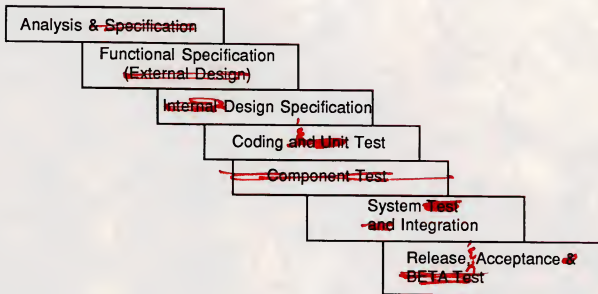 Analysis & Specification
Functional Specification
(External Design)
Internal Design Specification
Coding and Unit Test
Component Test
System Test
and Integration
Release, Acceptance &
BETA Test